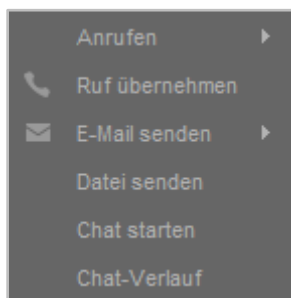 Anrufen
Ruf übernehmen
E-Mail senden
Datei senden
Chat starten
Chat-Verlauf